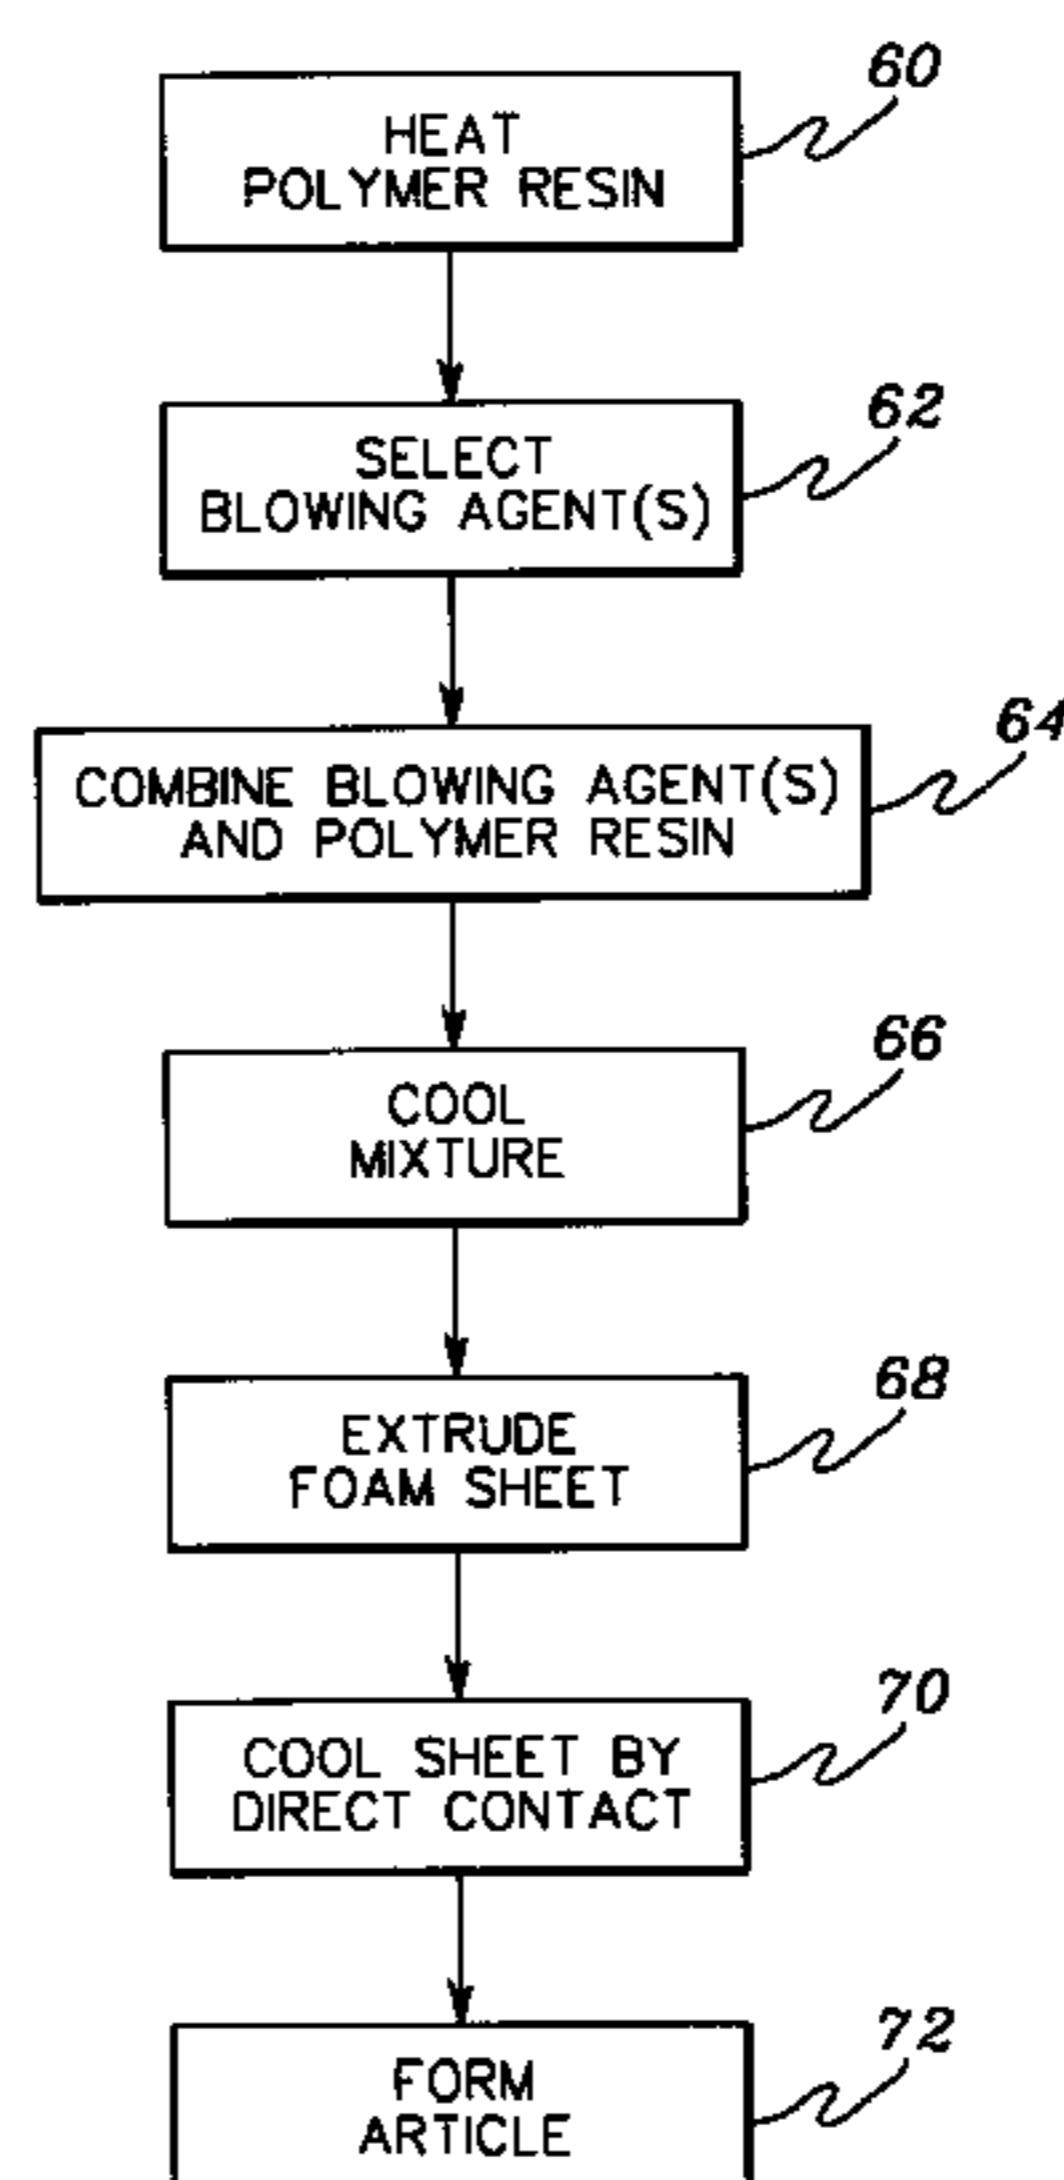 60
HEAT
POLYMER RESIN
62
SELECT
BLOWING AGENT(S)
64
COMBINE BLOWING AGENT(S)
AND POLYMER RESIN
66
COOL
MIXTURE
68
EXTRUDE
FOAM SHEET
70
COOL SHEET BY
DIRECT CONTACT
72
FORM
ARTICLE